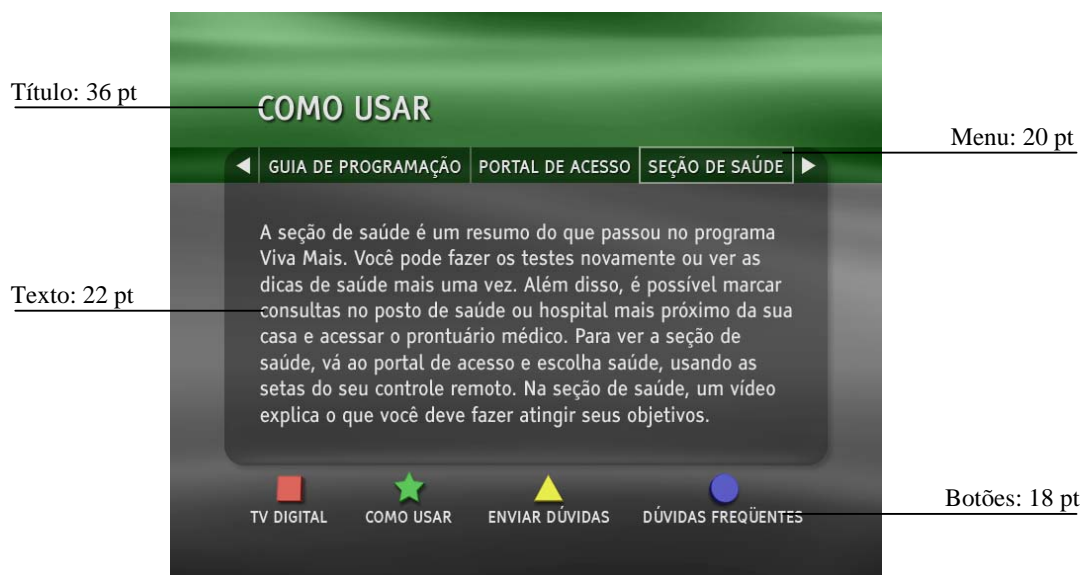 Título: 36 pt
COMO USAR
Menu: 20 pt
GUIA DE PROGRAMAÇÃO PORTAL DE ACESSO SEÇÃO DE SAÚDE
A seção de saúde é um resumo do que passou no programa
Viva Mais. Você pode fazer os testes novamente ou ver as
dicas de saúde mais uma vez. Além disso, é possível marcar
Texto: 22 pt
consultas no posto de saúde ou hospital mais próximo da sua
casa e acessar o prontuário médico. Para ver a seção de
saúde, vá ao portal de acesso e escolha saúde, usando as
setas do seu controle remoto. Na seção de saúde, um vídeo
explica o que você deve fazer atingir seus objetivos.
Botões: 18 pt
TV DIGITAL COMO USAR ENVIAR DÚVIDAS DÚVIDAS FREQÜENTES